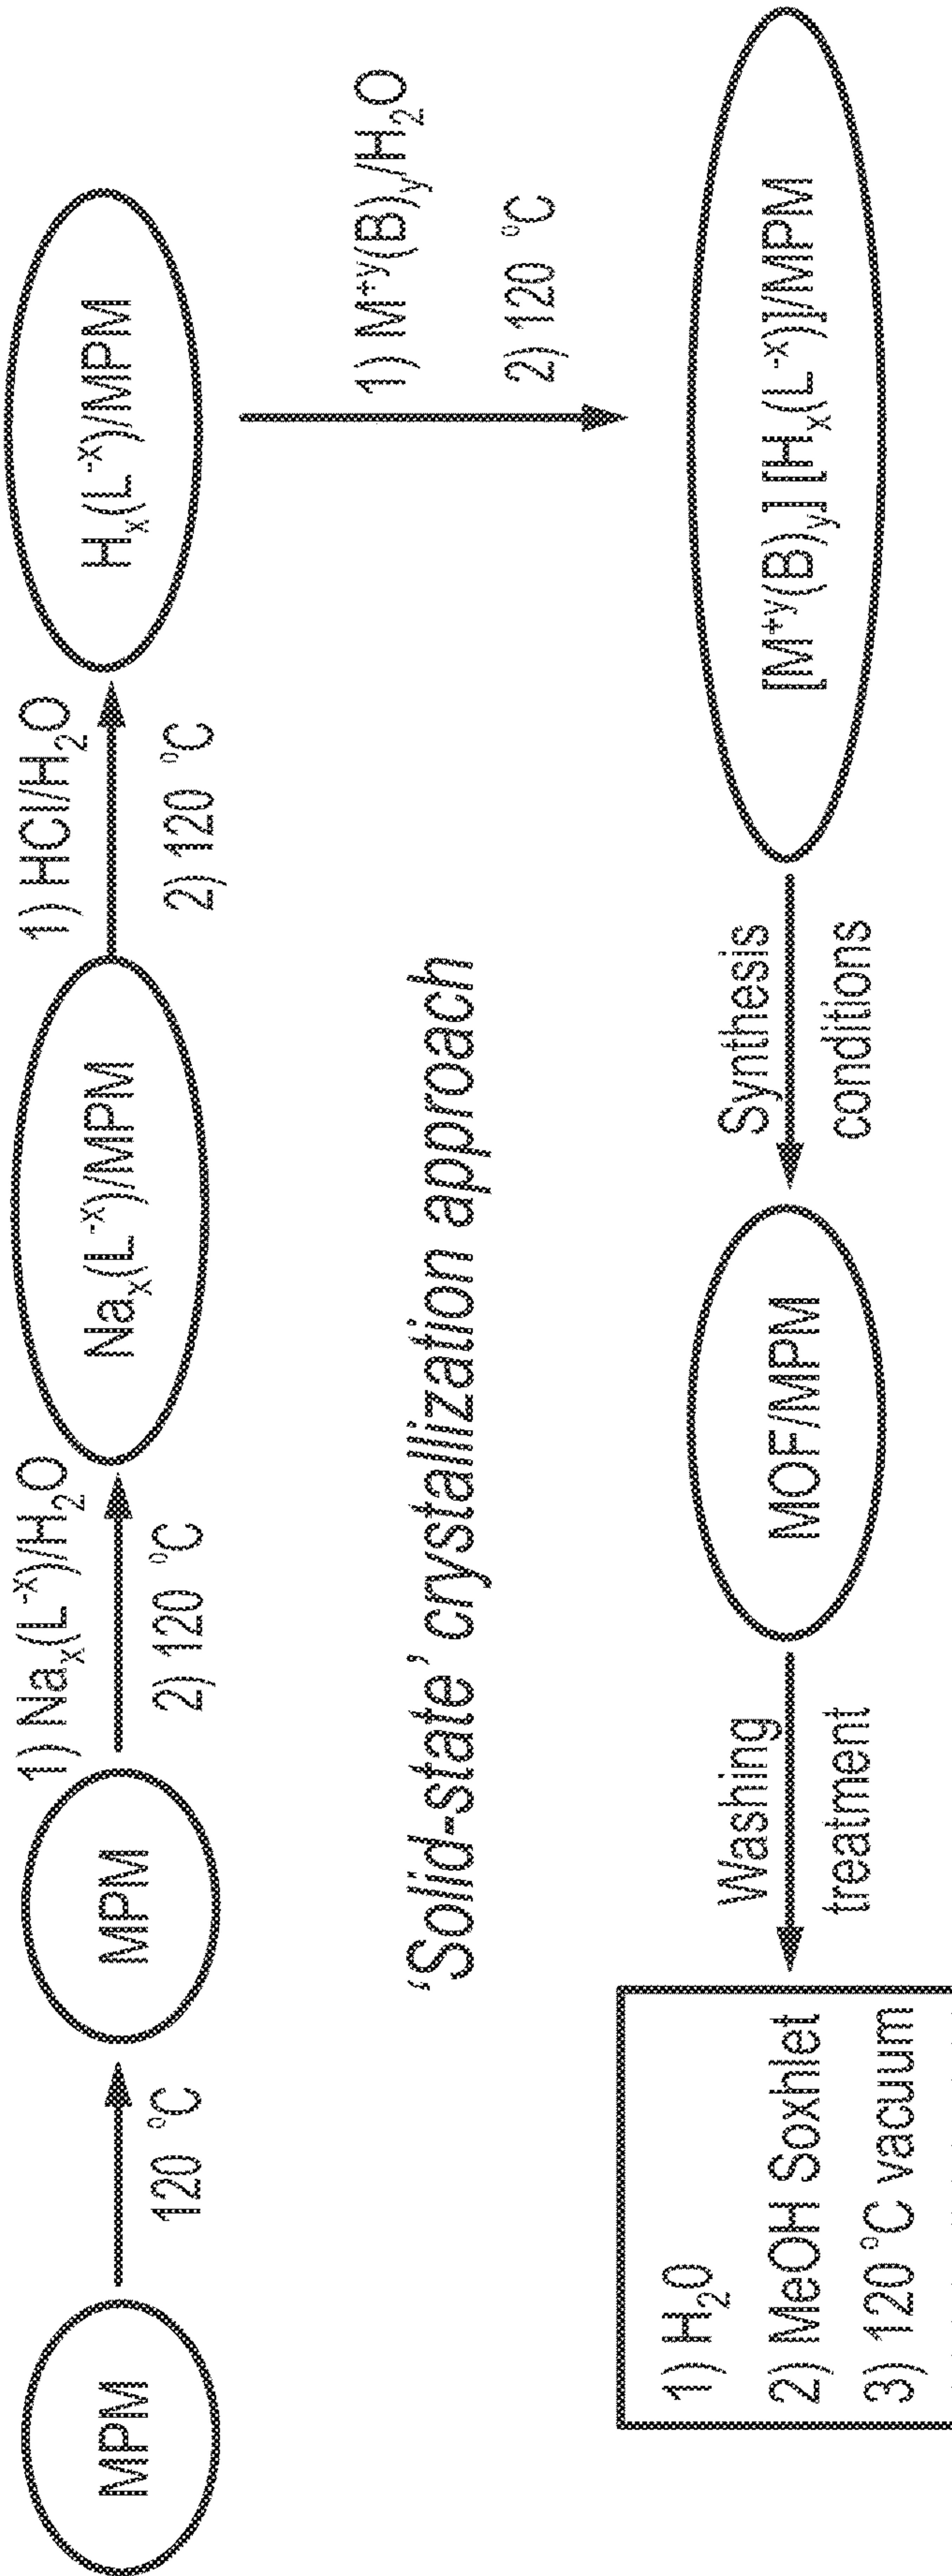 MPM
120 °C
MPM
1) Naₓ(L⁻ˣ)/H₂O
2) 120 °C
Naₓ(L⁻ˣ)/MPM
1) HCl/H₂O
2) 120 °C
Hₓ(L⁻ˣ)/MPM
1) M⁺ʸ(B)ᵧ/H₂O
2) 120 °C
'Solid-state' crystallization approach
[M⁺ʸ(B)ᵧ] [Hₓ(L⁻ˣ)]/MPM
Synthesis
conditions
MOF/MPM
Washing
treatment
1) H₂O
2) MeOH Soxhlet
3) 120 °C vacuum